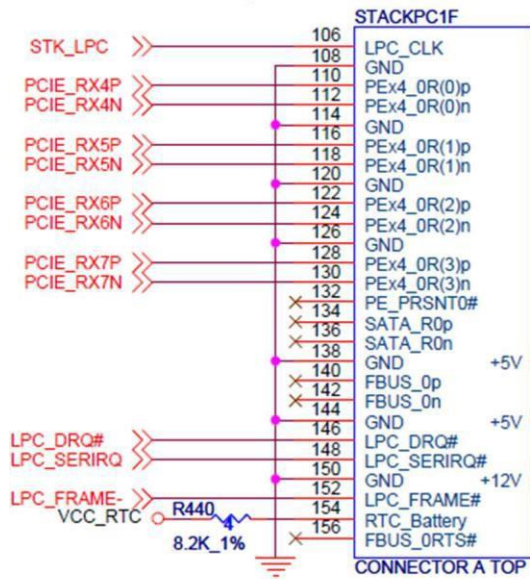 STACKPC1F
STK_LPC 106 LPC_CLK
108 GND
PCIE_RX4P 110 PEx4_0R(0)p
PCIE_RX4N 112 PEx4_0R(0)n
114 GND
PCIE_RX5P 116 PEx4_0R(1)p
PCIE_RX5N 118 PEx4_0R(1)n
120 GND
PCIE_RX6P 122 PEx4_0R(2)p
PCIE_RX6N 124 PEx4_0R(2)n
126 GND
PCIE_RX7P 128 PEx4_0R(3)p
PCIE_RX7N 130 PEx4_0R(3)n
132 PE_PRSNT0#
134 SATA_R0p
136 SATA_R0n
138 GND +5V
140 FBUS_0p
142 FBUS_0n
144 GND +5V
LPC_DRQ# 146 LPC_DRQ#
LPC_SERIRQ 148 LPC_SERIRQ#
150 GND +12V
LPC_FRAME- 152 LPC_FRAME#
VCC_RTC R440 4 154 RTC_Battery
8.2K_1% 156 FBUS_0RTS#
CONNECTOR A TOP